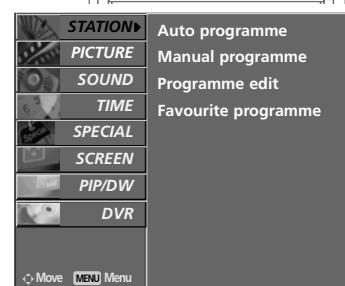 STATION
PICTURE
SOUND
TIME
SPECIAL
SCREEN
PIP/DW
DVR
Move MENU Menu
Auto programme
Manual programme
Programme edit
Favourite programme